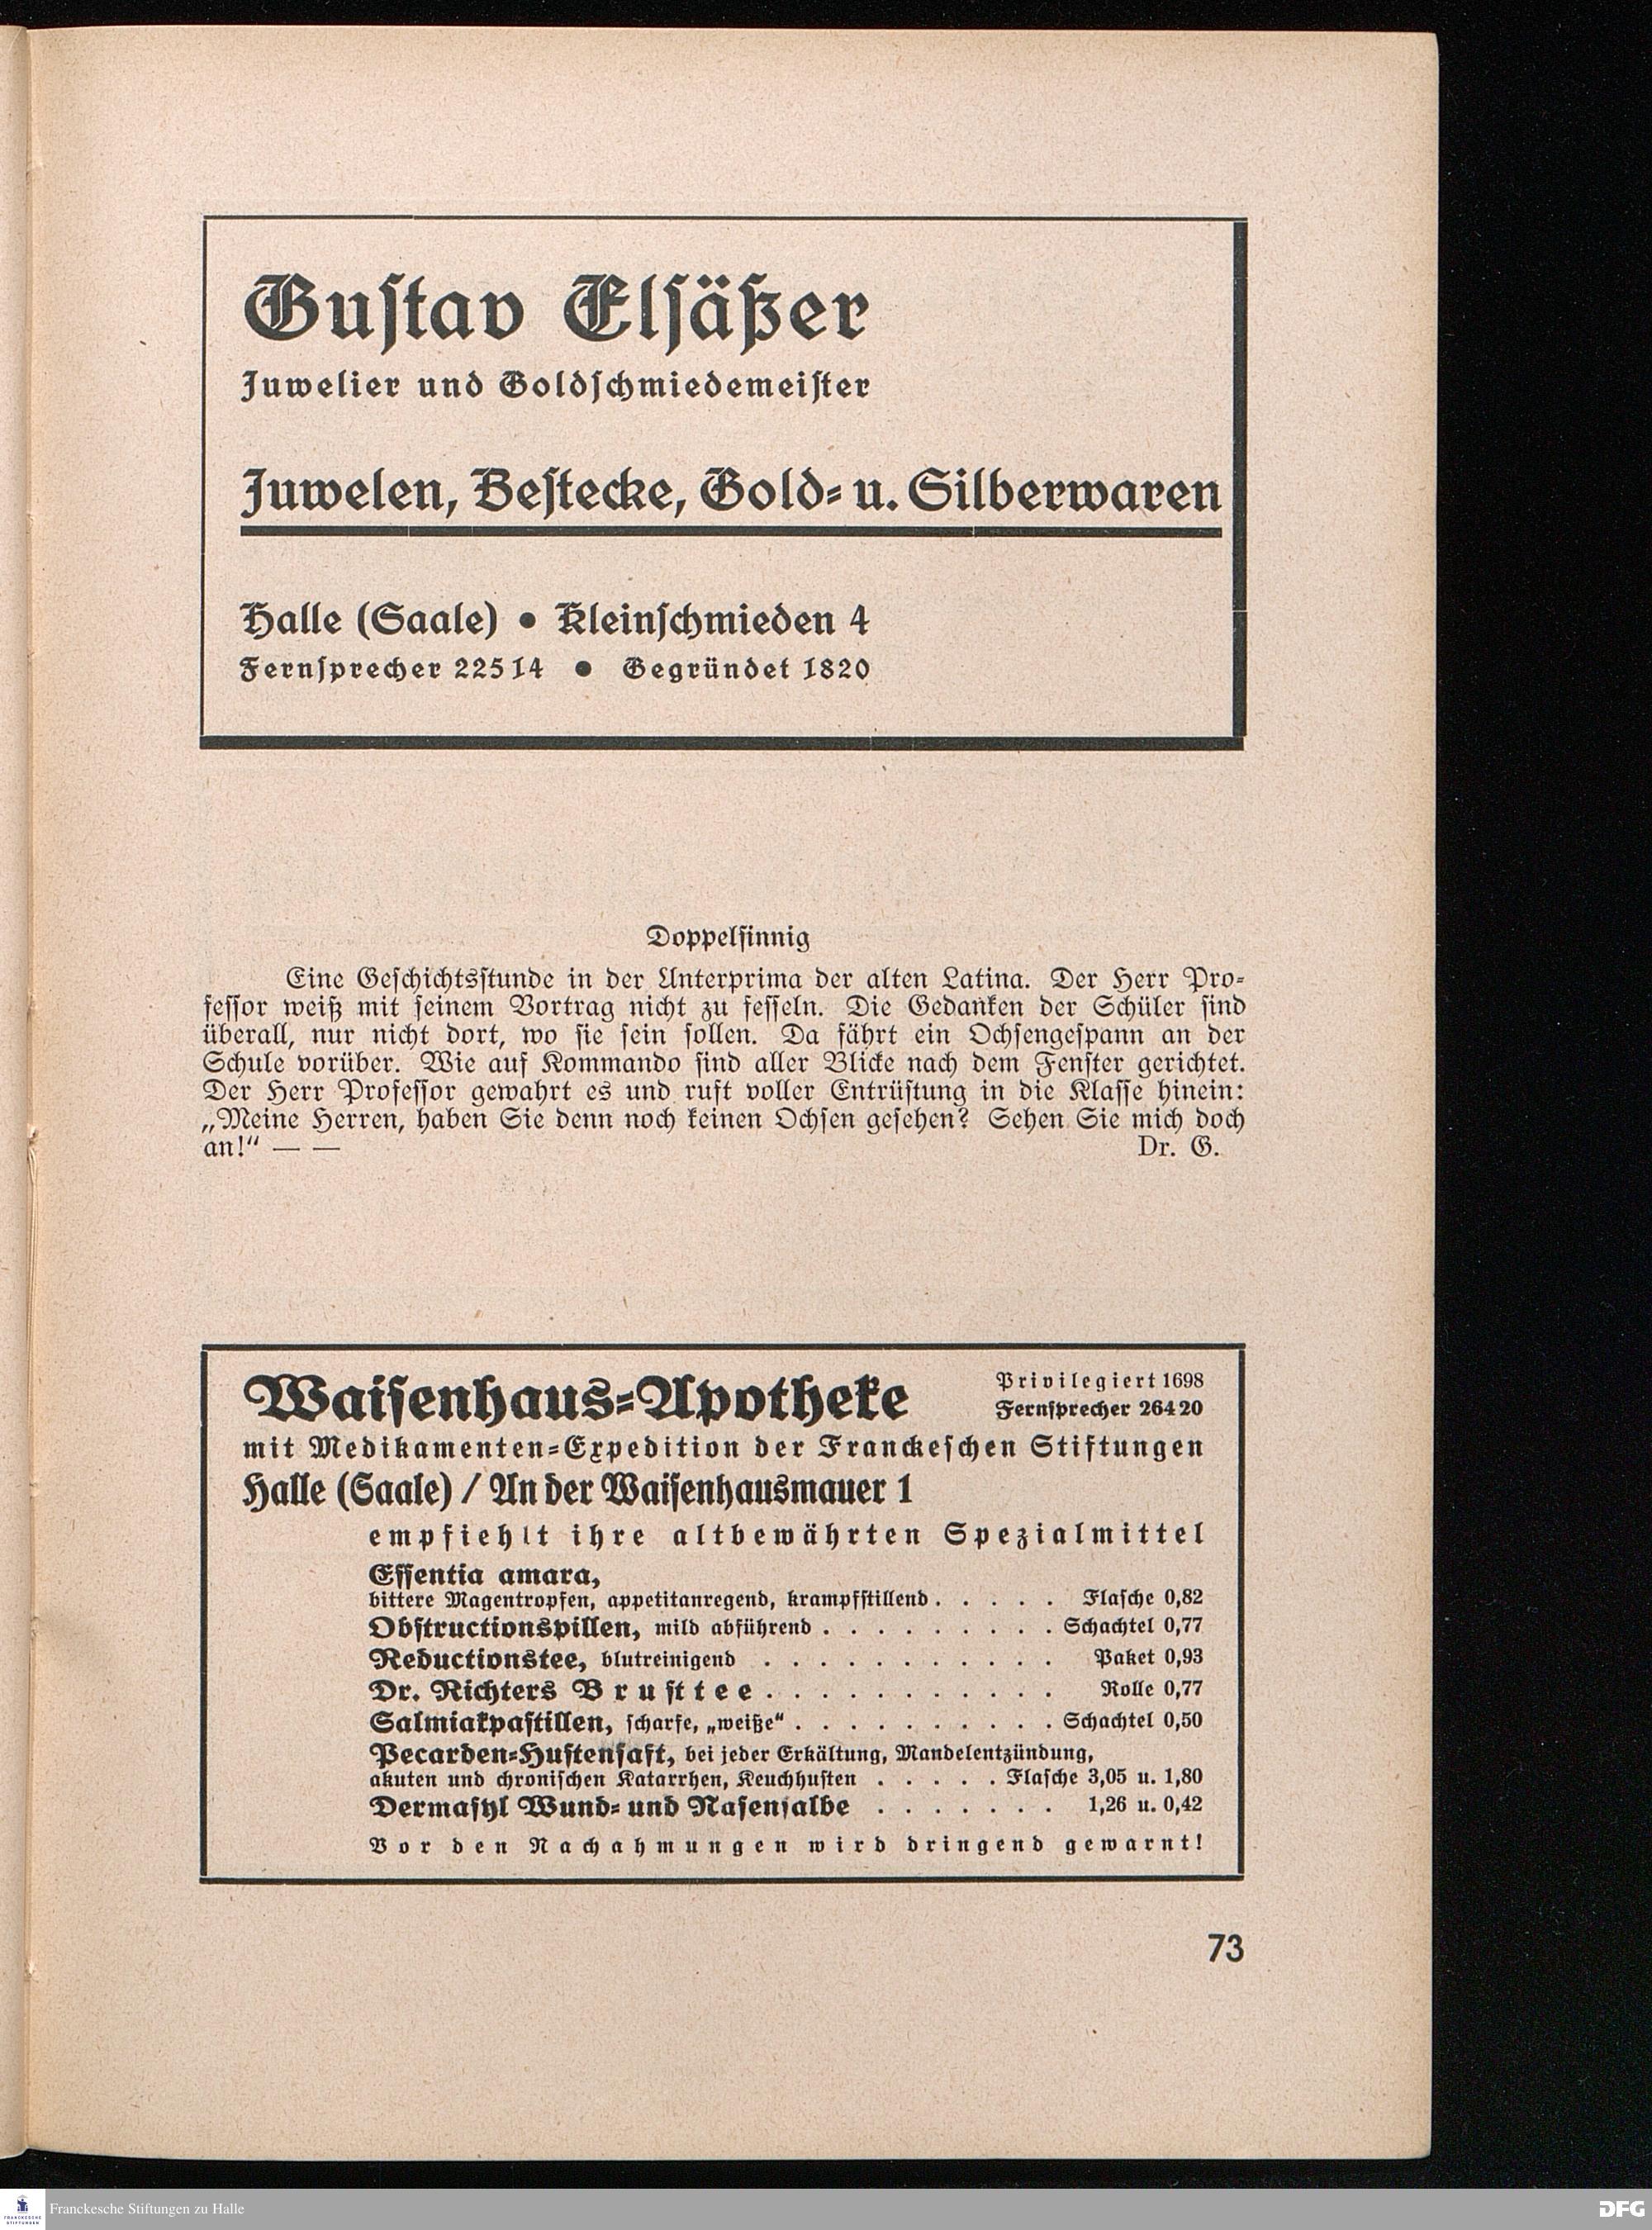 Gustav Elsäßer
Juwelier und Goldschmiedemeister
Juwelen, Bestecke, Gold- u. Silberwaren
Halle (Saale) • Kleinschmieden 4
Fernsprecher 22514 • Gegründet 1820
Doppelsinnig
Eine Geschichtsstunde in der Unterprima der alten Latina. Der Herr Pro-
fessor weiß mit seinem Vortrag nicht zu fesseln. Die Gedanken der Schüler sind
überall, nur nicht dort, wo sie sein sollen. Da fährt ein Ochsengespann an der
Schule vorüber. Wie auf Kommando sind aller Blicke nach dem Fenster gerichtet.
Der Herr Professor gewahrt es und ruft voller Entrüstung in die Klasse hinein:
„Meine Herren, haben Sie denn noch keinen Ochsen gesehen? Sehen Sie mich doch
an!“ — — Dr. G.
Waisenhaus-Apotheke
Privilegiert 1698
Fernsprecher 26420
mit Medikamenten-Expedition der Franckeschen Stiftungen
Halle (Saale) / An der Waisenhausmauer 1
empfiehlt ihre altbewährten Spezialmittel
Essentia amara,
bittere Magentropfen, appetitanregend, krampfstillend . . . . . Flasche 0,82
Obstructionspillen, mild abführend . . . . . . . . . Schachtel 0,77
Reductionstee, blutreinigend . . . . . . . . . . . Paket 0,93
Dr. Richters Brusttee . . . . . . . . . . . Rolle 0,77
Salmiakpastillen, scharfe, „weiße“ . . . . . . . . . . Schachtel 0,50
Pecarden-Hustensaft, bei jeder Erkältung, Mandelentzündung,
akuten und chronischen Katarrhen, Keuchhusten . . . . . Flasche 3,05 u. 1,80
Dermasyl Wund- und Nasensalbe . . . . . . . 1,26 u. 0,42
Vor den Nachahmungen wird dringend gewarnt!
73
FRANCKESCHE
STIFTUNGEN
Franckesche Stiftungen zu Halle
DFG